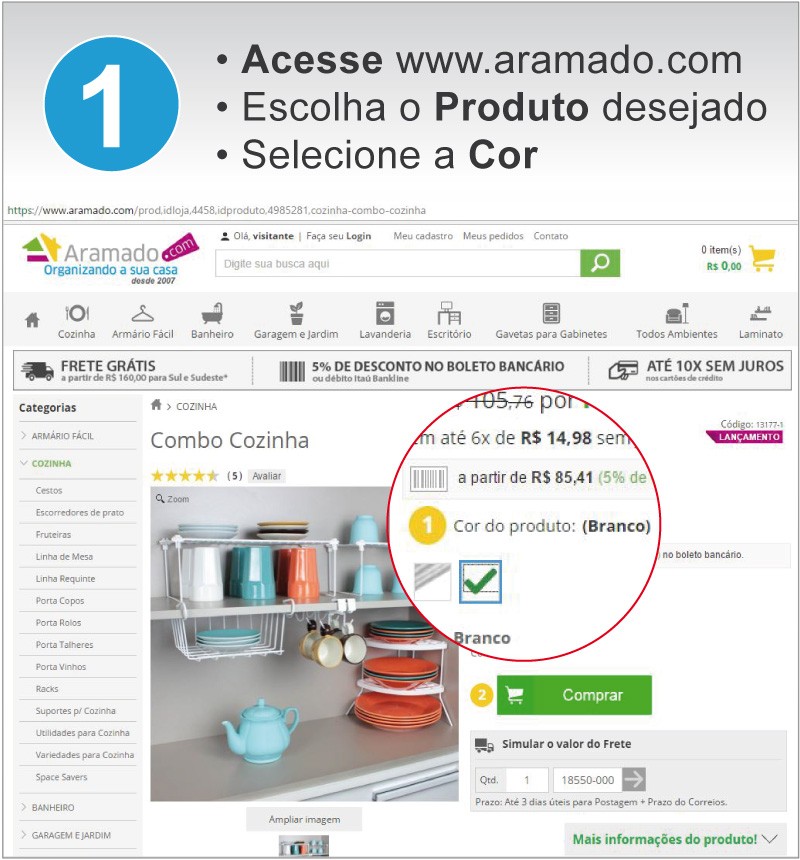 1
• Acesse www.aramado.com
• Escolha o Produto desejado
• Selecione a Cor
https://www.aramado.com/prod,idloja,4458,idproduto,4985281,cozinha-combo-cozinha
Aramado.com
Organizando a sua casa
desde 2007
Olá, visitante | Faça seu Login
Meu cadastro
Meus pedidos
Contato
Digite sua busca aqui
0 item(s)
R$ 0,00
Cozinha
Armário Fácil
Banheiro
Garagem e Jardim
Lavanderia
Escritório
Gavetas para Gabinetes
Todos Ambientes
Laminato
FRETE GRÁTIS
a partir de R$ 160,00 para Sul e Sudeste*
5% DE DESCONTO NO BOLETO BANCÁRIO
ou débito Itaú Bankline
ATÉ 10X SEM JUROS
nos cartões de crédito
Categorias
ARMÁRIO FÁCIL
COZINHA
Cestos
Escorredores de prato
Fruteiras
Linha de Mesa
Linha Requinte
Porta Copos
Porta Rolos
Porta Talheres
Porta Vinhos
Racks
Suportes p/ Cozinha
Utilidades para Cozinha
Variedades para Cozinha
Space Savers
BANHEIRO
GARAGEM E JARDIM
> COZINHA
Combo Cozinha
(5)
Avaliar
Zoom
Ampliar imagem
Código: 13177-1
LANÇAMENTO
105,76 por
em até 6x de R$ 14,98 sem
a partir de R$ 85,41 (5% de
no boleto bancário.
1 Cor do produto: (Branco)
Branco
2 Comprar
Simular o valor do Frete
Qtd. 1 18550-000
Prazo: Até 3 dias úteis para Postagem + Prazo do Correios.
Mais informações do produto!